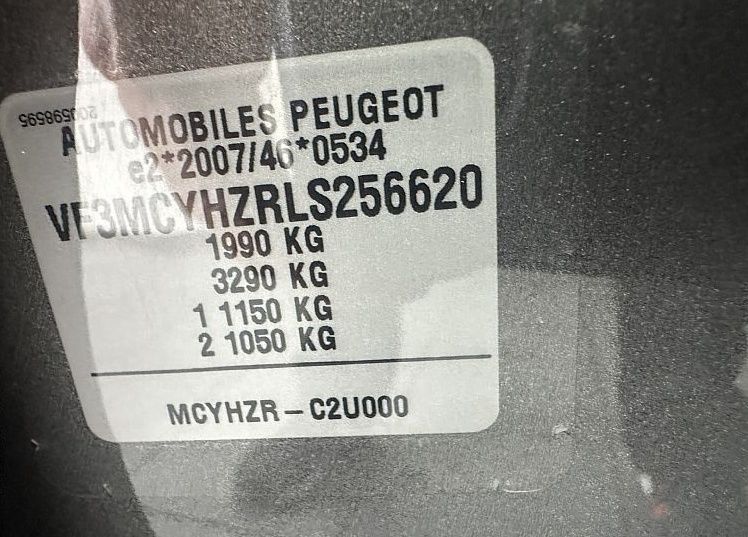 200598595
AUTOMOBILES PEUGEOT
e2*2007/46*0534
VF3MCYHZRLS256620
1990 KG
3290 KG
1 1150 KG
2 1050 KG
MCYHZR – C2U000